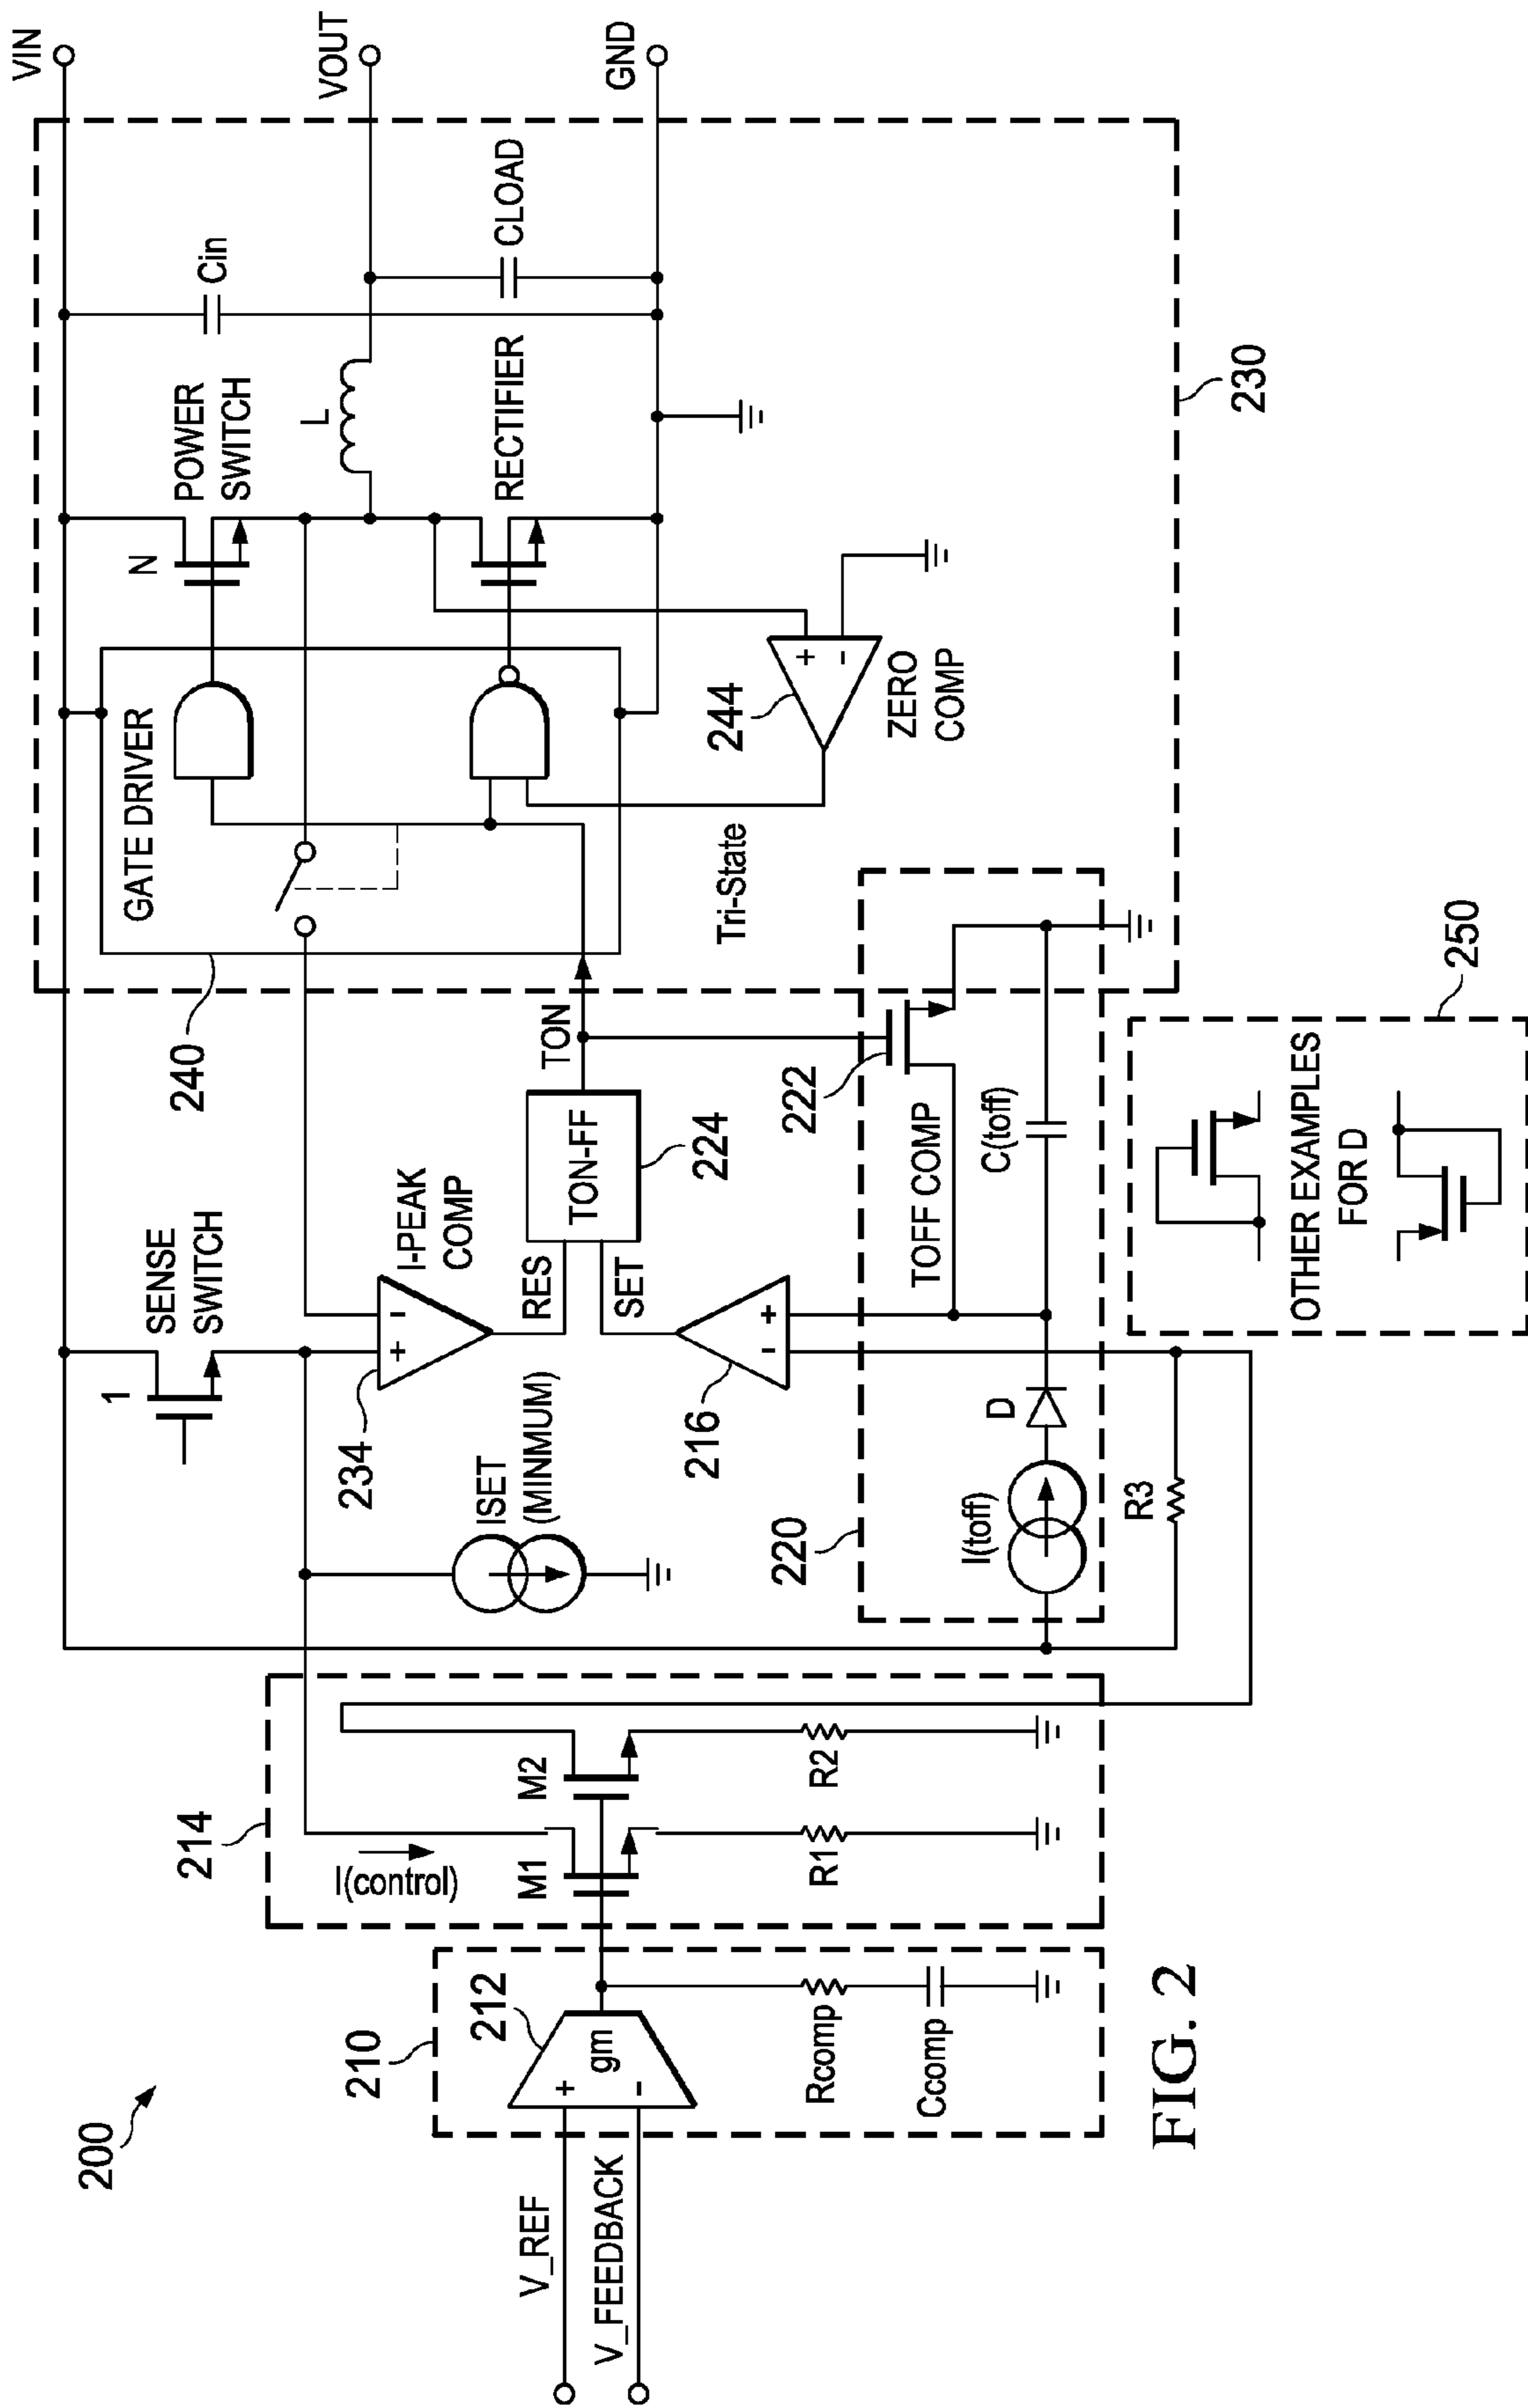 200
V_REF
V_FEEDBACK
210
212
+
-
gm
Rcomp
Ccomp
214
I(control)
M1
M2
R1
R2
ISET
(MINMUM)
SENSE
SWITCH
1
234
+
-
I-PEAK
COMP
RES
SET
TON-FF
224
TON
216
-
+
TOFF COMP
220
I(toff)
D
C(toff)
222
R3
240
GATE DRIVER
Tri-State
N
POWER
SWITCH
L
RECTIFIER
244
+
-
ZERO
COMP
Cin
CLOAD
VIN
VOUT
GND
230
250
OTHER EXAMPLES
FOR D
FIG. 2